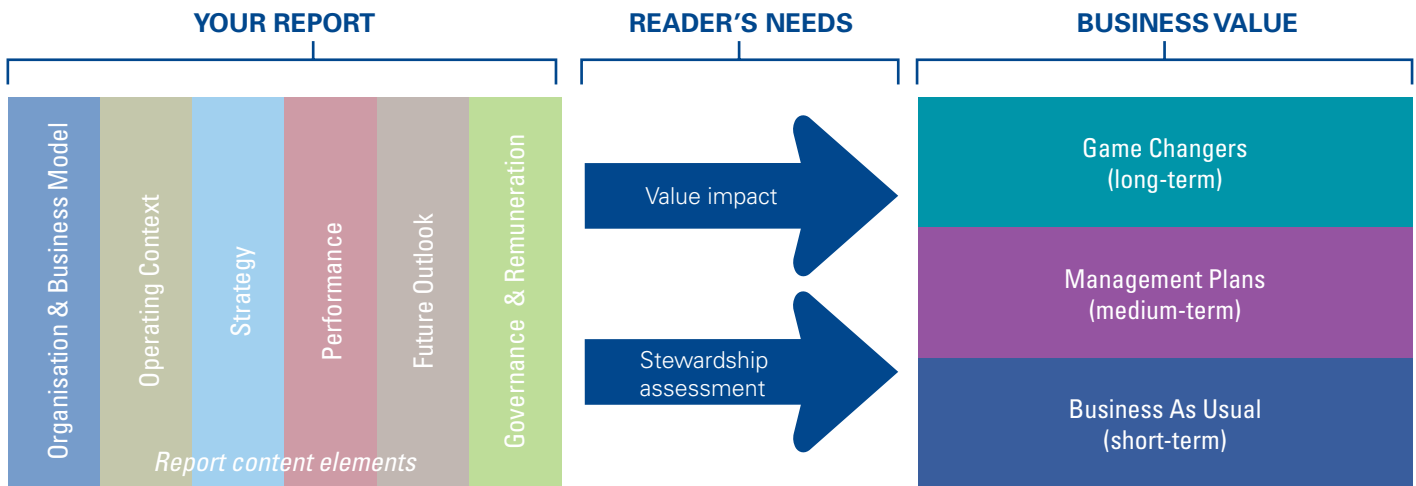 YOUR REPORT
READER’S NEEDS
BUSINESS VALUE
Organisation & Business Model
Operating Context
Strategy
Performance
Future Outlook
Governance & Remuneration
Report content elements
Value impact
Stewardship
assessment
Game Changers
(long-term)
Management Plans
(medium-term)
Business As Usual
(short-term)